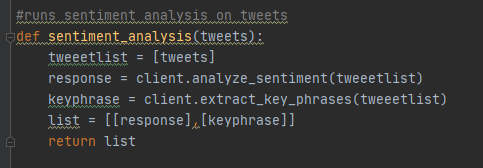 #runs sentiment analysis on tweets
def sentiment_analysis(tweets):
    tweeetlist = [tweets]
    response = client.analyze_sentiment(tweeetlist)
    keyphrase = client.extract_key_phrases(tweeetlist)
    list = [[response],[keyphrase]]
    return list